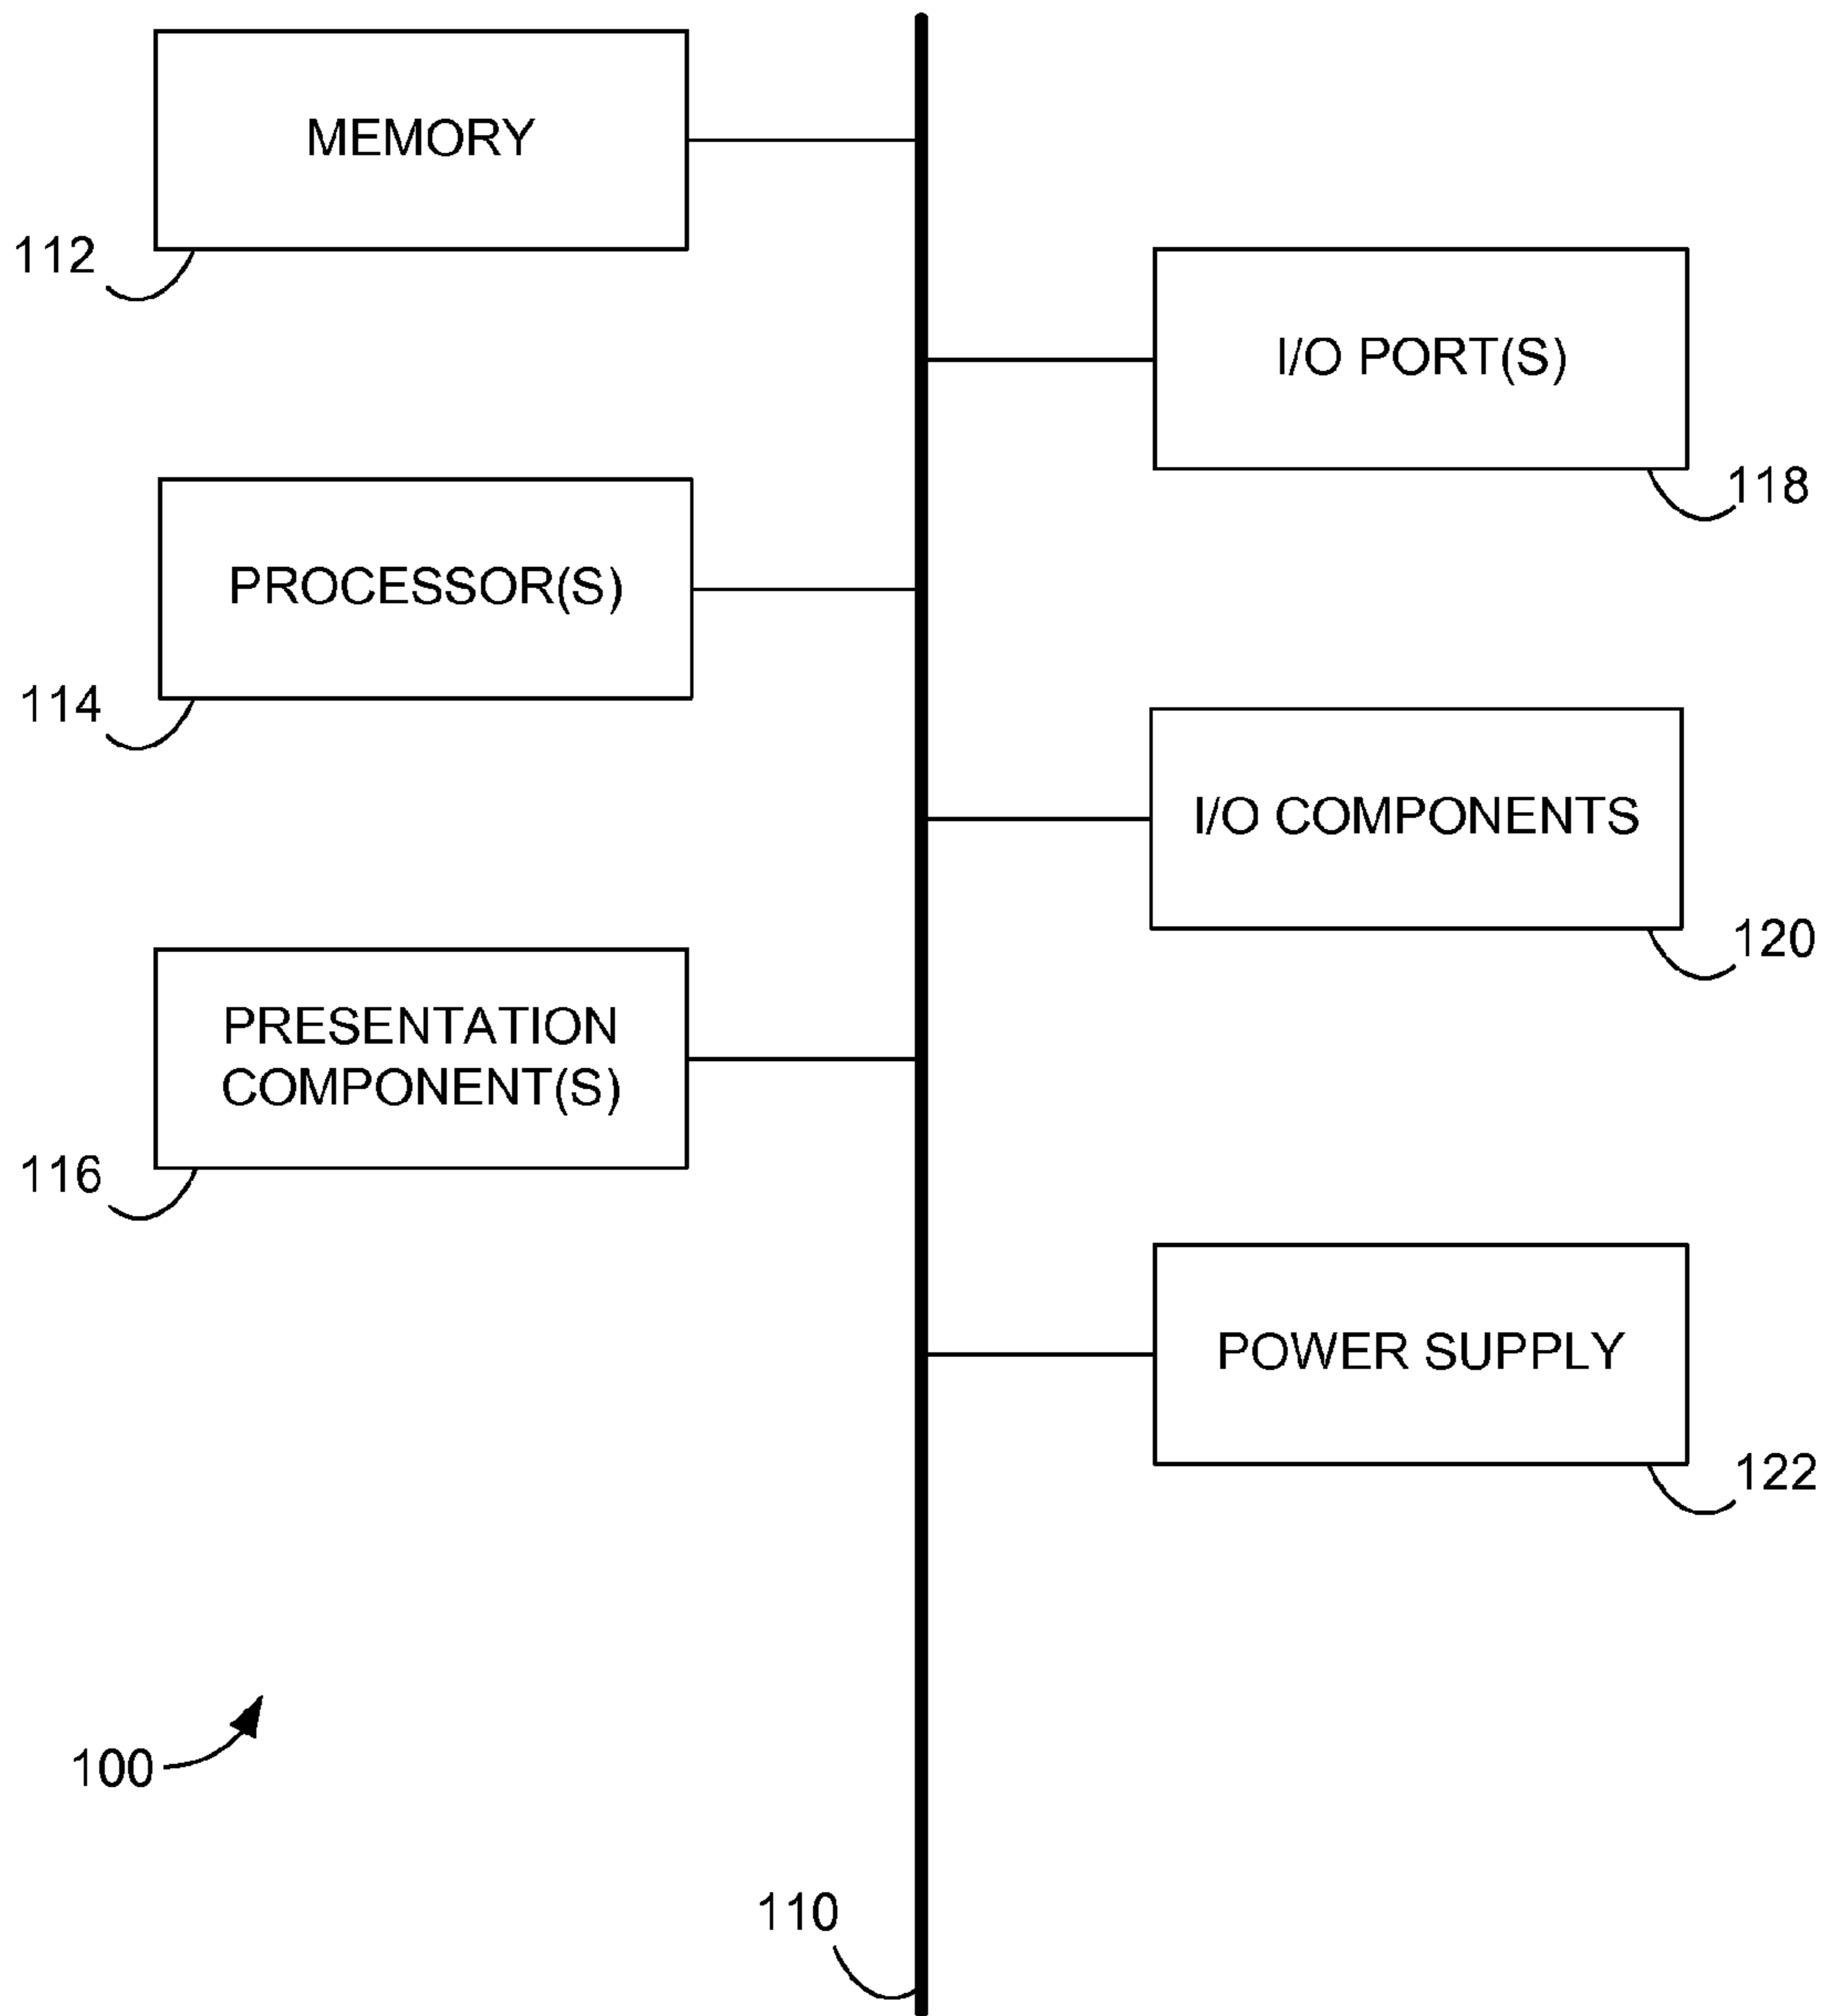 MEMORY
112
I/O PORT(S)
118
PROCESSOR(S)
114
I/O COMPONENTS
120
PRESENTATION
COMPONENT(S)
116
POWER SUPPLY
122
100
110